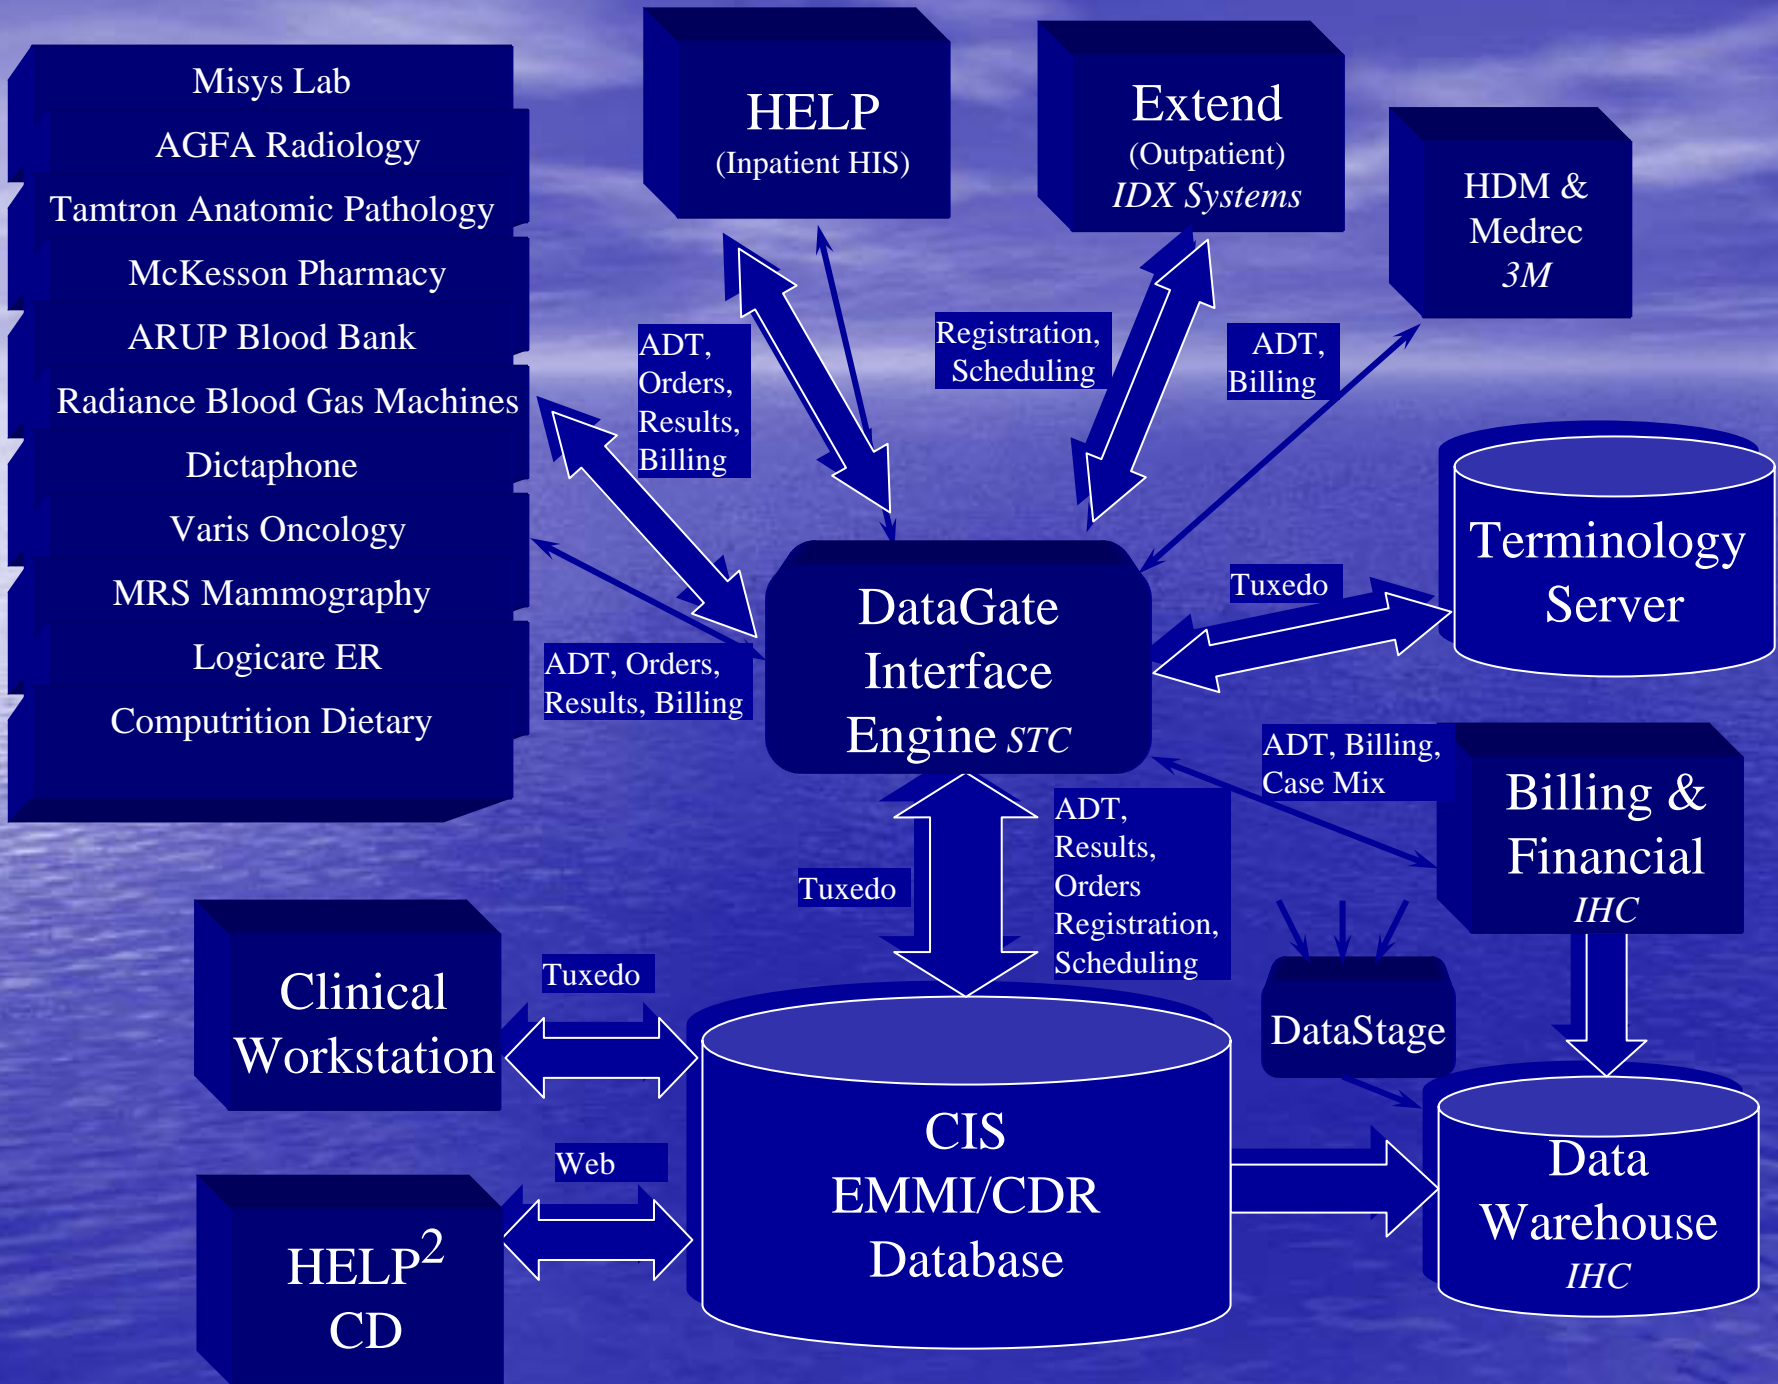 Misys Lab
AGFA Radiology
Tamtron Anatomic Pathology
McKesson Pharmacy
ARUP Blood Bank
Radiance Blood Gas Machines
Dictaphone
Varis Oncology
MRS Mammography
Logicare ER
Computrition Dietary
HELP
(Inpatient HIS)
Extend
(Outpatient)
IDX Systems
HDM &
Medrec
3M
ADT,
Orders,
Results,
Billing
Registration,
Scheduling
ADT,
Billing
Terminology
Server
Tuxedo
DataGate
Interface
Engine STC
ADT, Orders,
Results, Billing
ADT, Billing,
Case Mix
Billing &
Financial
IHC
Tuxedo
ADT,
Results,
Orders
Registration,
Scheduling
Clinical
Workstation
Tuxedo
DataStage
CIS
EMMI/CDR
Database
Web
HELP2
CD
Data
Warehouse
IHC